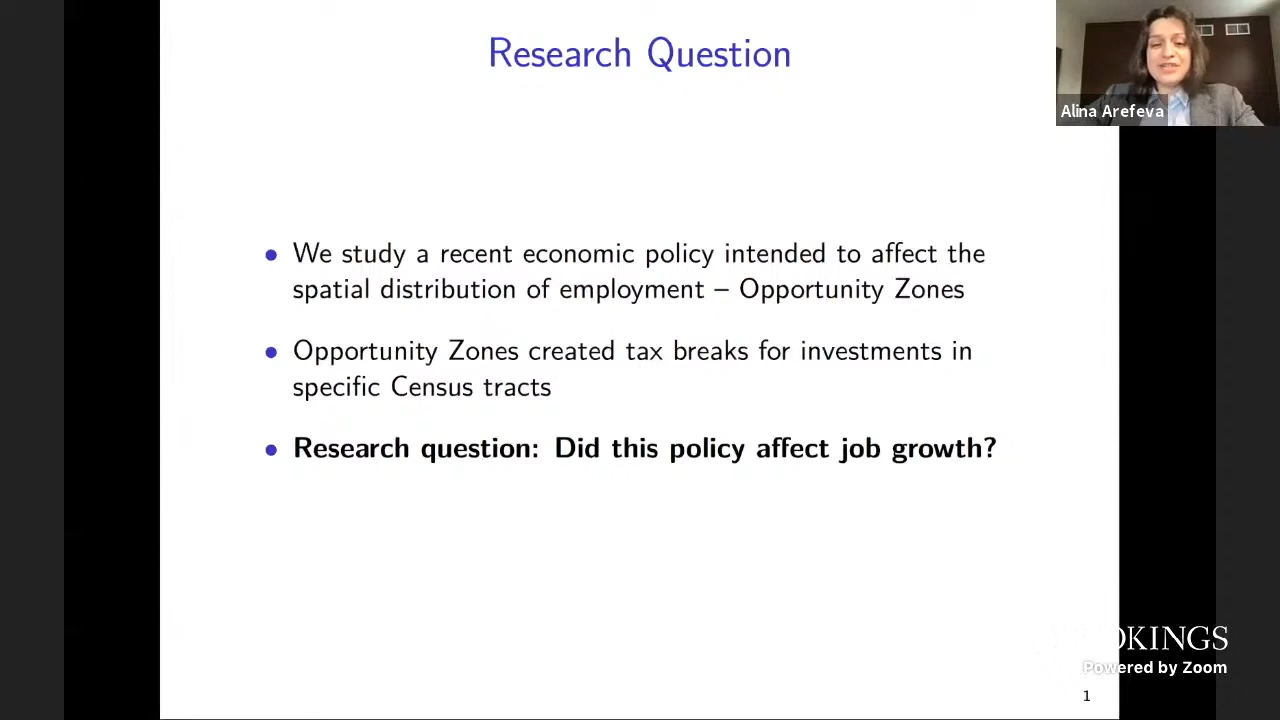 Research Question
Alina Arefeva
• We study a recent economic policy intended to affect the
spatial distribution of employment – Opportunity Zones
• Opportunity Zones created tax breaks for investments in
specific Census tracts
• Research question: Did this policy affect job growth?
OKINGS
Powered by Zoom
1